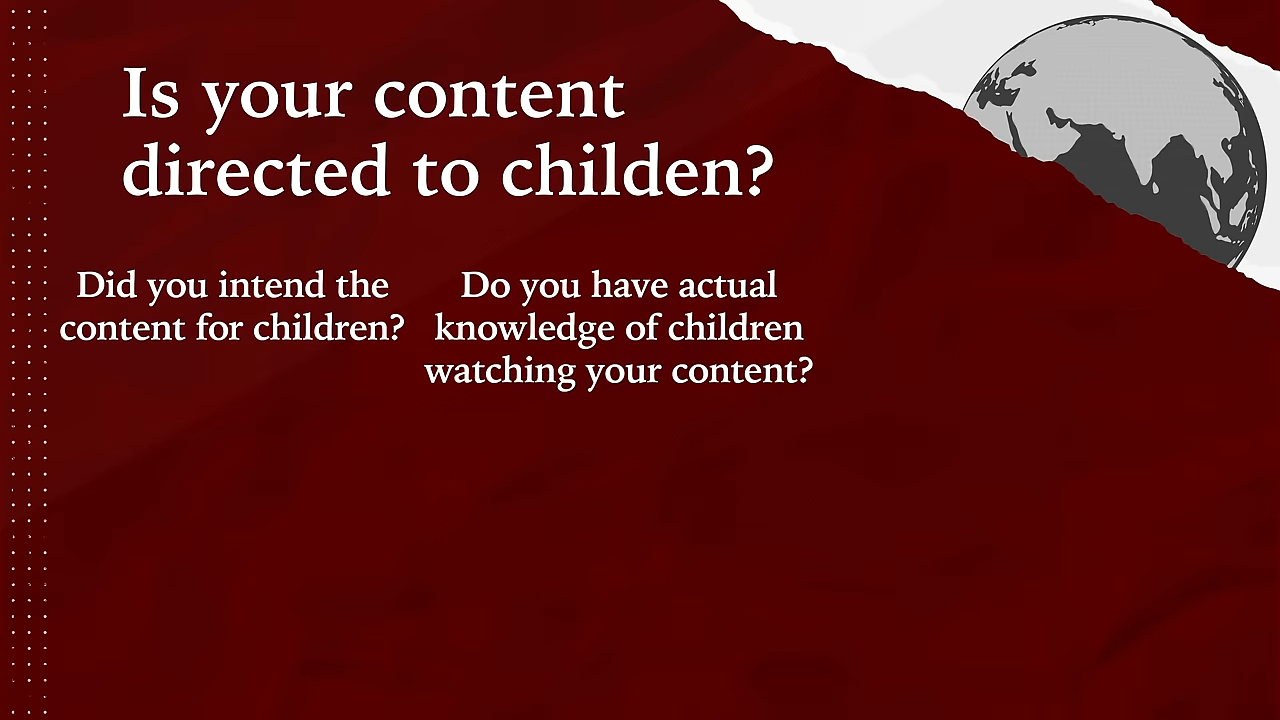 Is your content
directed to childen?
Did you intend the
content for children?
Do you have actual
knowledge of children
watching your content?